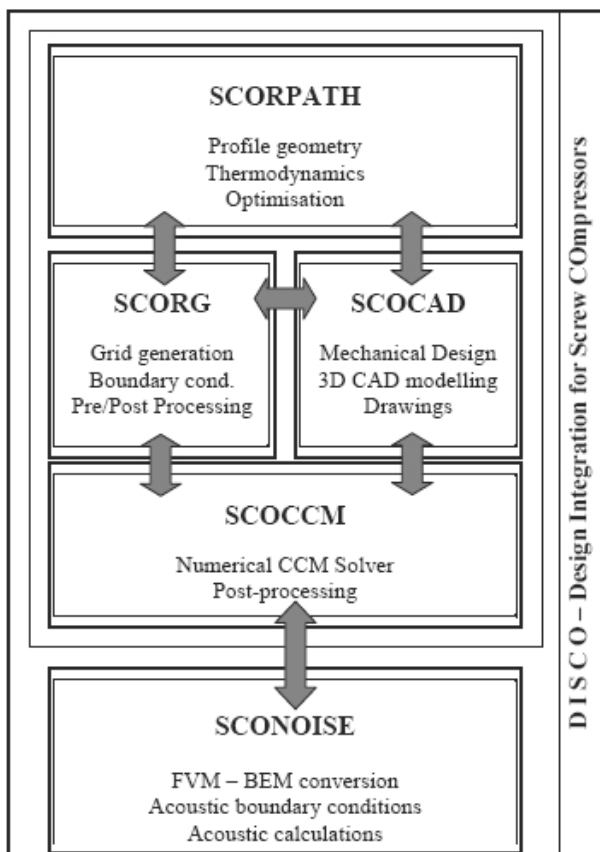 SCORPATH
Profile geometry
Thermodynamics
Optimisation
SCORG
Grid generation
Boundary cond.
Pre/Post Processing
SCOCAD
Mechanical Design
3D CAD modelling
Drawings
SCOCCM
Numerical CCM Solver
Post-processing
SCONOISE
FVM – BEM conversion
Acoustic boundary conditions
Acoustic calculations
D I S C O – Design Integration for Screw COmpressors